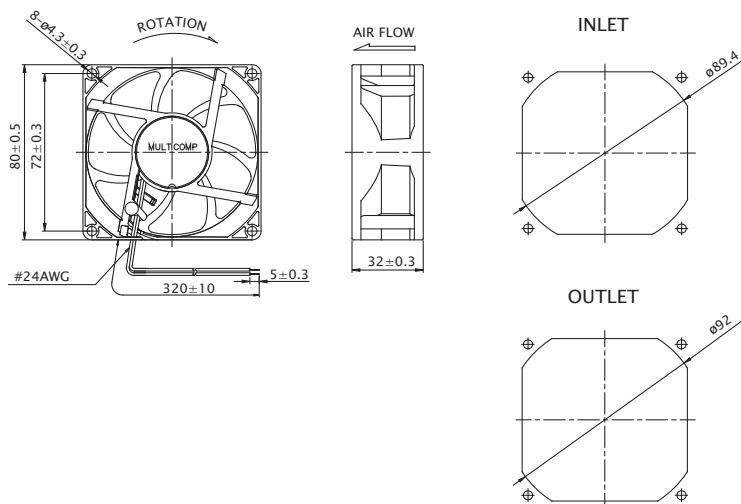 8-ø4.3±0.3
ROTATION
AIR FLOW
INLET
ø89.4
80±0.5
72±0.3
MULTICOMP
#24AWG
5±0.3
320±10
32±0.3
OUTLET
ø92